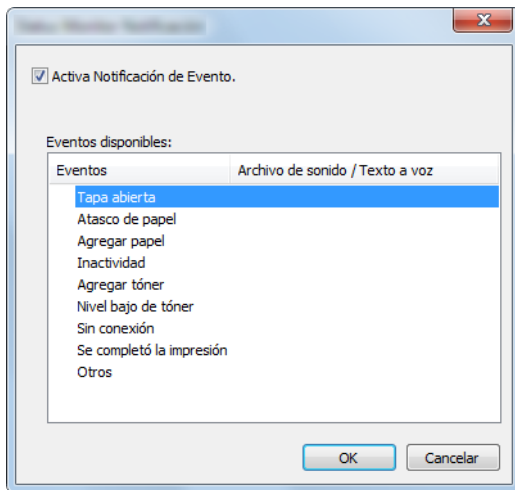 Activa Notificación de Evento.
Eventos disponibles:
Eventos Archivo de sonido / Texto a voz
Tapa abierta
Atasco de papel
Agregar papel
Inactividad
Agregar tóner
Nivel bajo de tóner
Sin conexión
Se completó la impresión
Otros
OK Cancelar